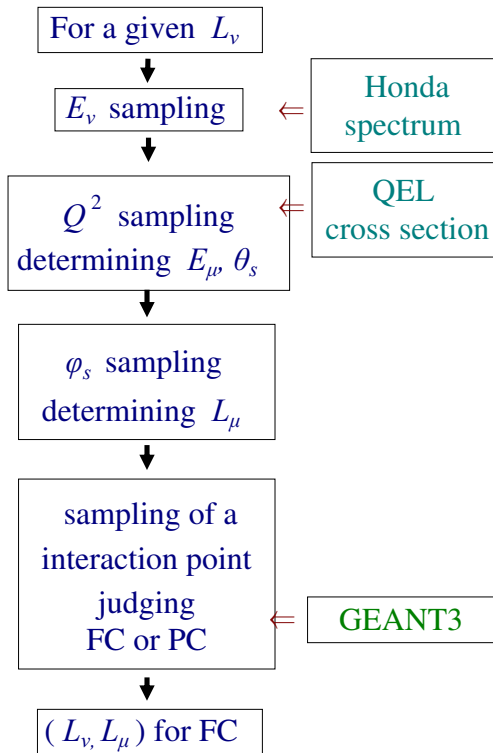 For a given L_ν
E_ν sampling
⇐
Honda
spectrum
Q² sampling
determining E_μ, θ_s
⇐
QEL
cross section
φ_s sampling
determining L_μ
sampling of a
interaction point
judging
FC or PC
⇐
GEANT3
( L_ν, L_μ ) for FC